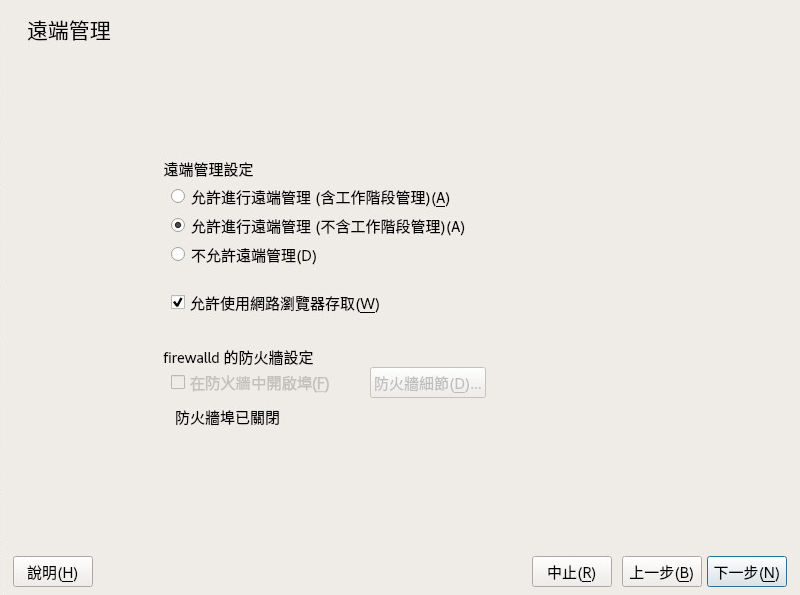 遠端管理
遠端管理設定
允許進行遠端管理 (含工作階段管理)(A)
允許進行遠端管理 (不含工作階段管理)(A)
不允許遠端管理(D)
允許使用網路瀏覽器存取(W)
firewalld 的防火牆設定
在防火牆中開啟埠(F) 防火牆細節(D)...
防火牆埠已關閉
說明(H) 中止(R) 上一步(B) 下一步(N)